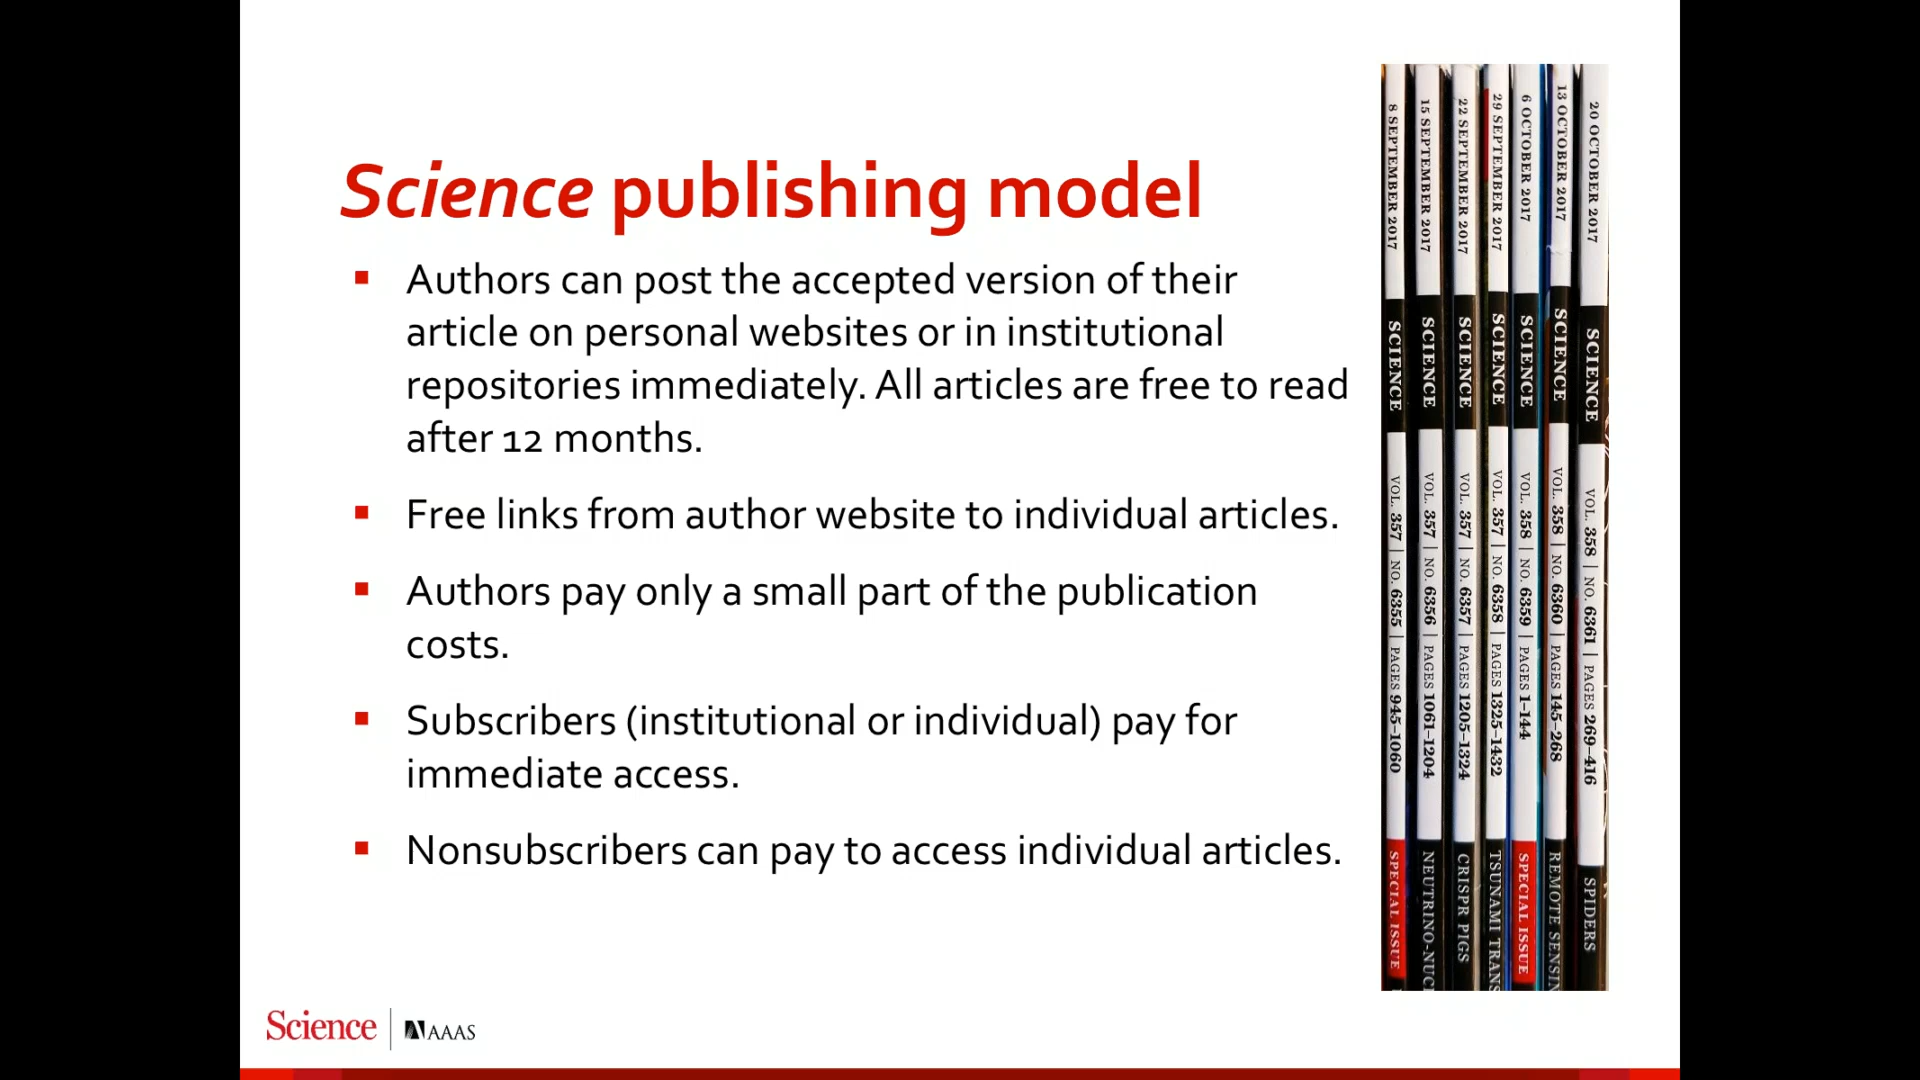 Science publishing model
▪ Authors can post the accepted version of their
article on personal websites or in institutional
repositories immediately. All articles are free to read
after 12 months.
▪ Free links from author website to individual articles.
▪ Authors pay only a small part of the publication
costs.
▪ Subscribers (institutional or individual) pay for
immediate access.
▪ Nonsubscribers can pay to access individual articles.
8 SEPTEMBER 2017 SCIENCE VOL. 357 | NO. 6355 | PAGES 945–1060 SPECIAL ISSUE
15 SEPTEMBER 2017 SCIENCE VOL. 357 | NO. 6356 | PAGES 1061–1204 NEUTRINO-NUCL
22 SEPTEMBER 2017 SCIENCE VOL. 357 | NO. 6357 | PAGES 1205–1324 CRISPR PIGS
29 SEPTEMBER 2017 SCIENCE VOL. 357 | NO. 6358 | PAGES 1325–1432 TSUNAMI TRANS
6 OCTOBER 2017 SCIENCE VOL. 358 | NO. 6359 | PAGES 1–144 SPECIAL ISSUE
13 OCTOBER 2017 SCIENCE VOL. 358 | NO. 6360 | PAGES 145–268 REMOTE SENSIN
20 OCTOBER 2017 SCIENCE VOL. 358 | NO. 6361 | PAGES 269–416 SPIDERS
Science | AAAS